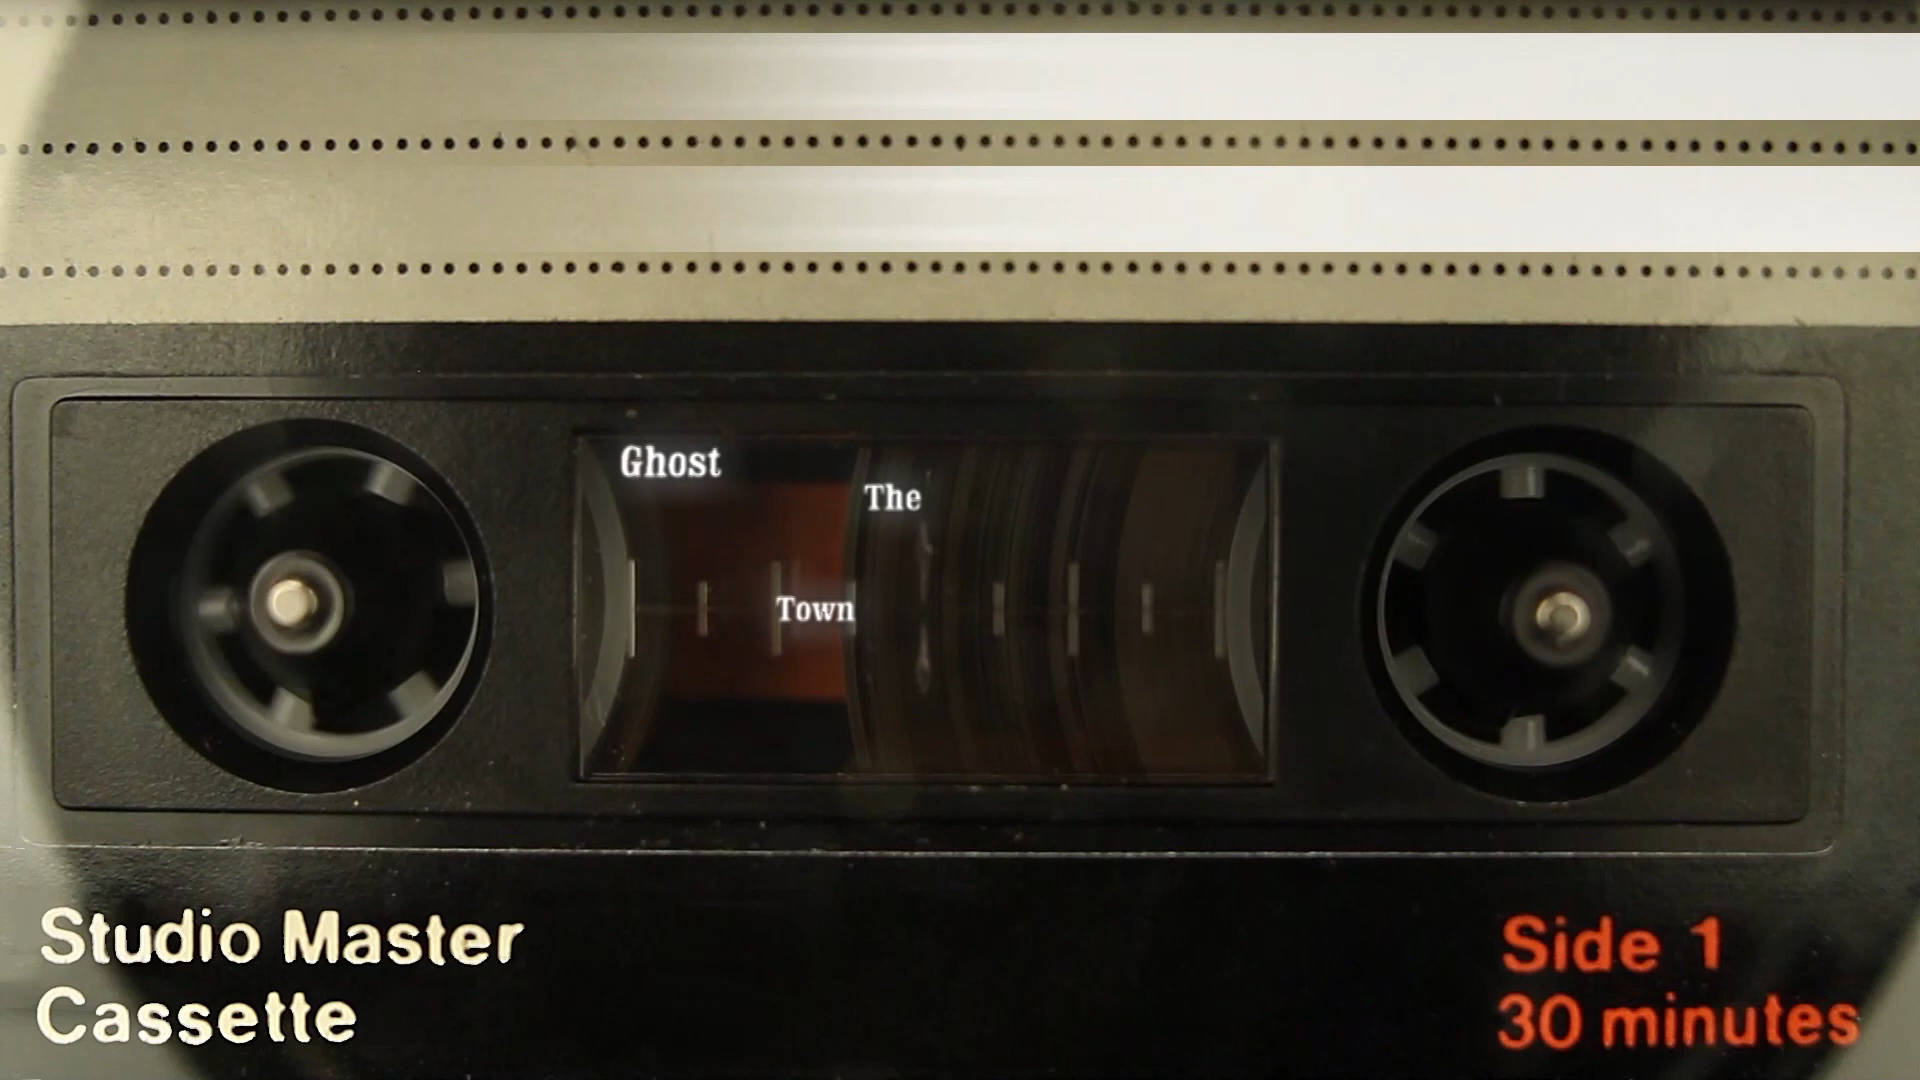 Ghost
The
Town
Studio Master
Cassette
Side 1
30 minutes